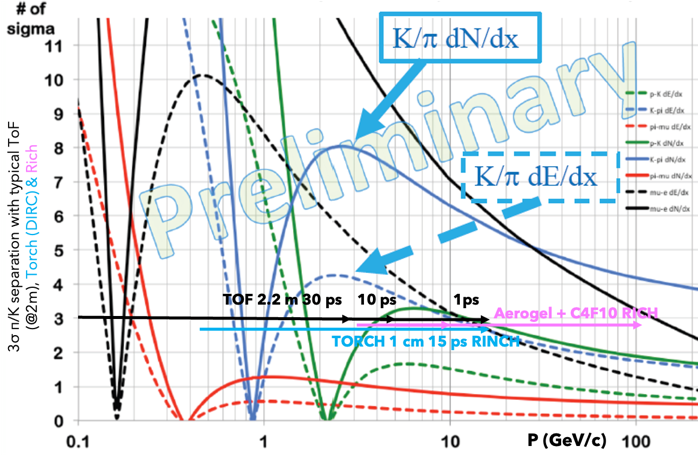 # of
sigma
11
10
9
8
7
6
5
4
3
2
1
0
3σ π/K separation with typical ToF
(@2m), Torch (DIRC) & Rich
Preliminary
K/π dN/dx
K/π dE/dx
p-K dE/dx
K-pi dE/dx
pi-mu dE/dx
p-K dN/dx
K-pi dN/dx
pi-mu dN/dx
mu-e dE/dx
mu-e dN/dx
TOF 2.2 m 30 ps 10 ps 1ps
Aerogel + C4F10 RICH
TORCH 1 cm 15 ps RINCH
0.1 1 10 100
P (GeV/c)